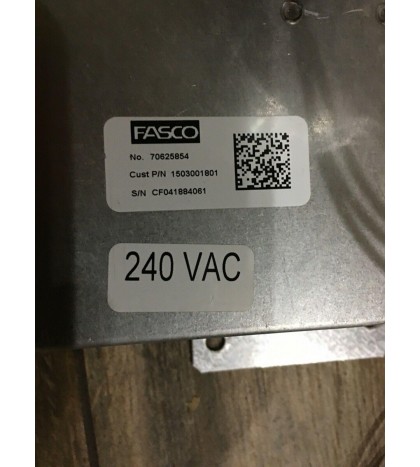 FASCO
No. 70625854
Cust P/N 1503001801
S/N CF041884061
240 VAC